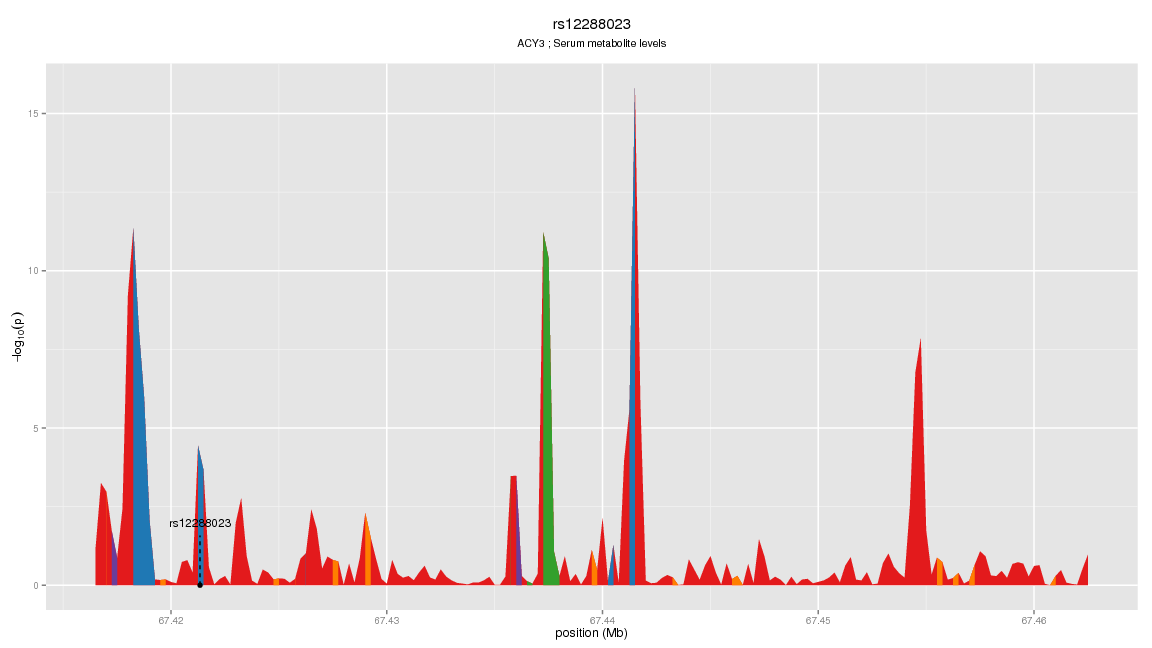 rs12288023
ACY3 ; Serum metabolite levels
15
10
5
0
−log10(p)
rs12288023
67.42 67.43 67.44 67.45 67.46
position (Mb)